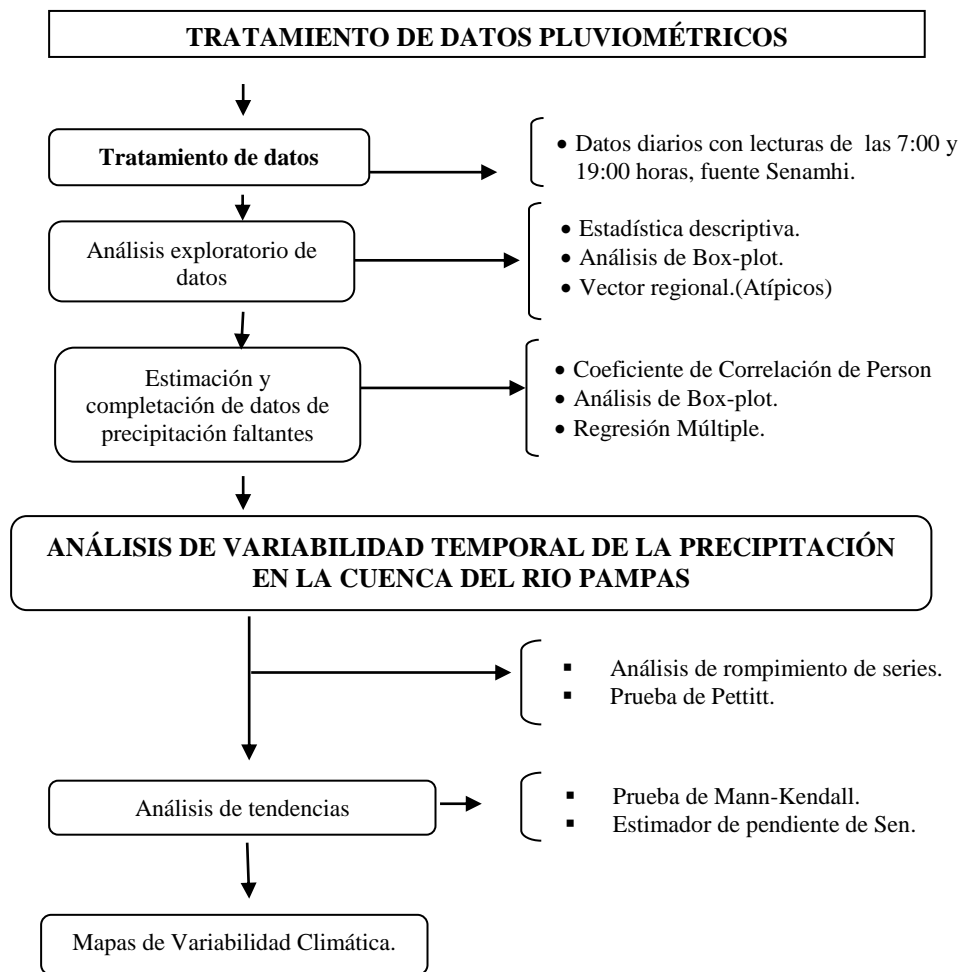 TRATAMIENTO DE DATOS PLUVIOMÉTRICOS
Tratamiento de datos
• Datos diarios con lecturas de las 7:00 y
19:00 horas, fuente Senamhi.
Análisis exploratorio de
datos
• Estadística descriptiva.
• Análisis de Box-plot.
• Vector regional.(Atípicos)
Estimación y
completación de datos de
precipitación faltantes
• Coeficiente de Correlación de Person
• Análisis de Box-plot.
• Regresión Múltiple.
ANÁLISIS DE VARIABILIDAD TEMPORAL DE LA PRECIPITACIÓN
EN LA CUENCA DEL RIO PAMPAS
▪ Análisis de rompimiento de series.
▪ Prueba de Pettitt.
Análisis de tendencias
▪ Prueba de Mann-Kendall.
▪ Estimador de pendiente de Sen.
Mapas de Variabilidad Climática.